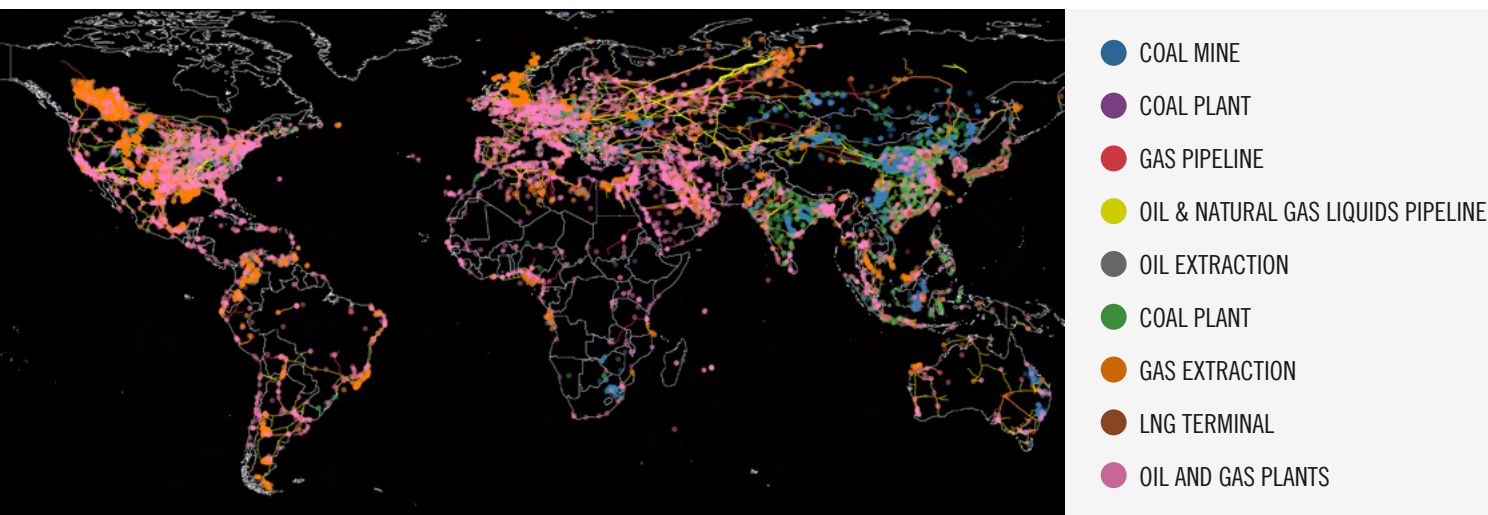 COAL MINE
COAL PLANT
GAS PIPELINE
OIL & NATURAL GAS LIQUIDS PIPELINE
OIL EXTRACTION
COAL PLANT
GAS EXTRACTION
LNG TERMINAL
OIL AND GAS PLANTS